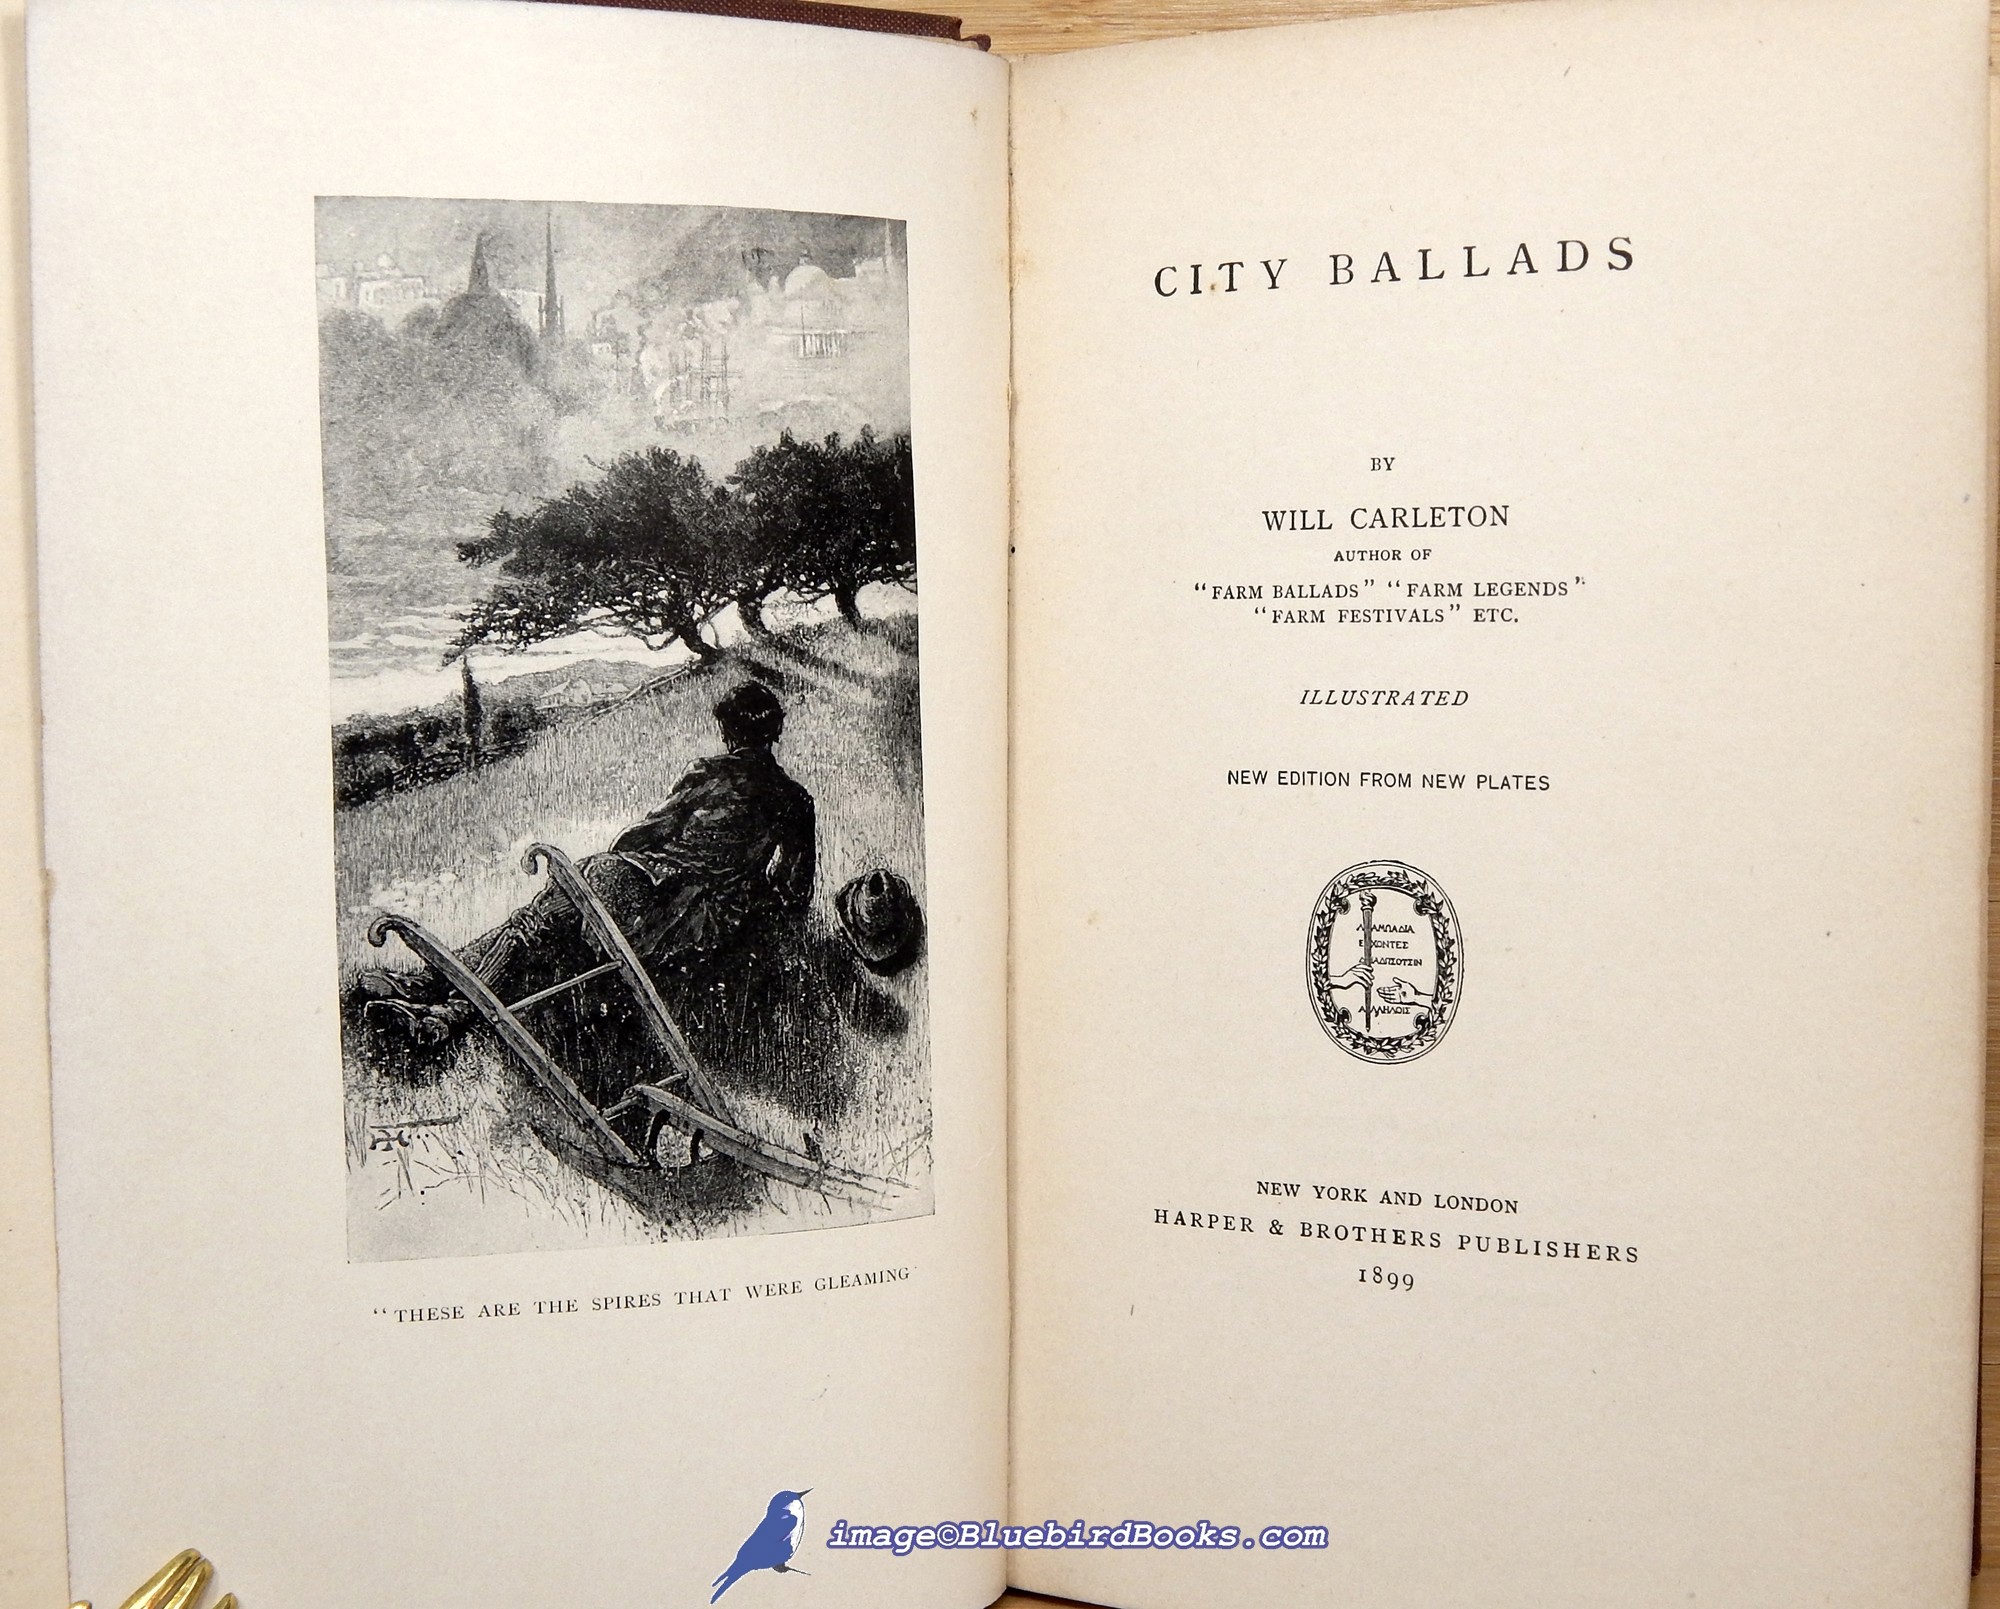 "THESE ARE THE SPIRES THAT WERE GLEAMING"
CITY BALLADS
BY
WILL CARLETON
AUTHOR OF
"FARM BALLADS" "FARM LEGENDS"
"FARM FESTIVALS" ETC.
ILLUSTRATED
NEW EDITION FROM NEW PLATES
NEW YORK AND LONDON
HARPER & BROTHERS PUBLISHERS
1899
image©BluebirdBooks.com